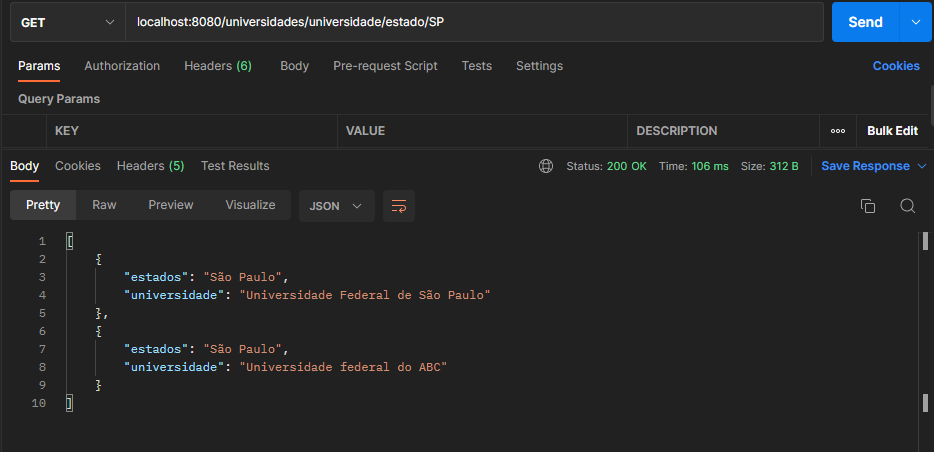 GET localhost:8080/universidades/universidade/estado/SP Send
Params Authorization Headers (6) Body Pre-request Script Tests Settings Cookies
Query Params
KEY VALUE DESCRIPTION ooo Bulk Edit
Body Cookies Headers (5) Test Results Status: 200 OK Time: 106 ms Size: 312 B Save Response
Pretty Raw Preview Visualize JSON
1 [
2 {
3 "estados": "São Paulo",
4 "universidade": "Universidade Federal de São Paulo"
5 },
6 {
7 "estados": "São Paulo",
8 "universidade": "Universidade federal do ABC"
9 }
10 ]